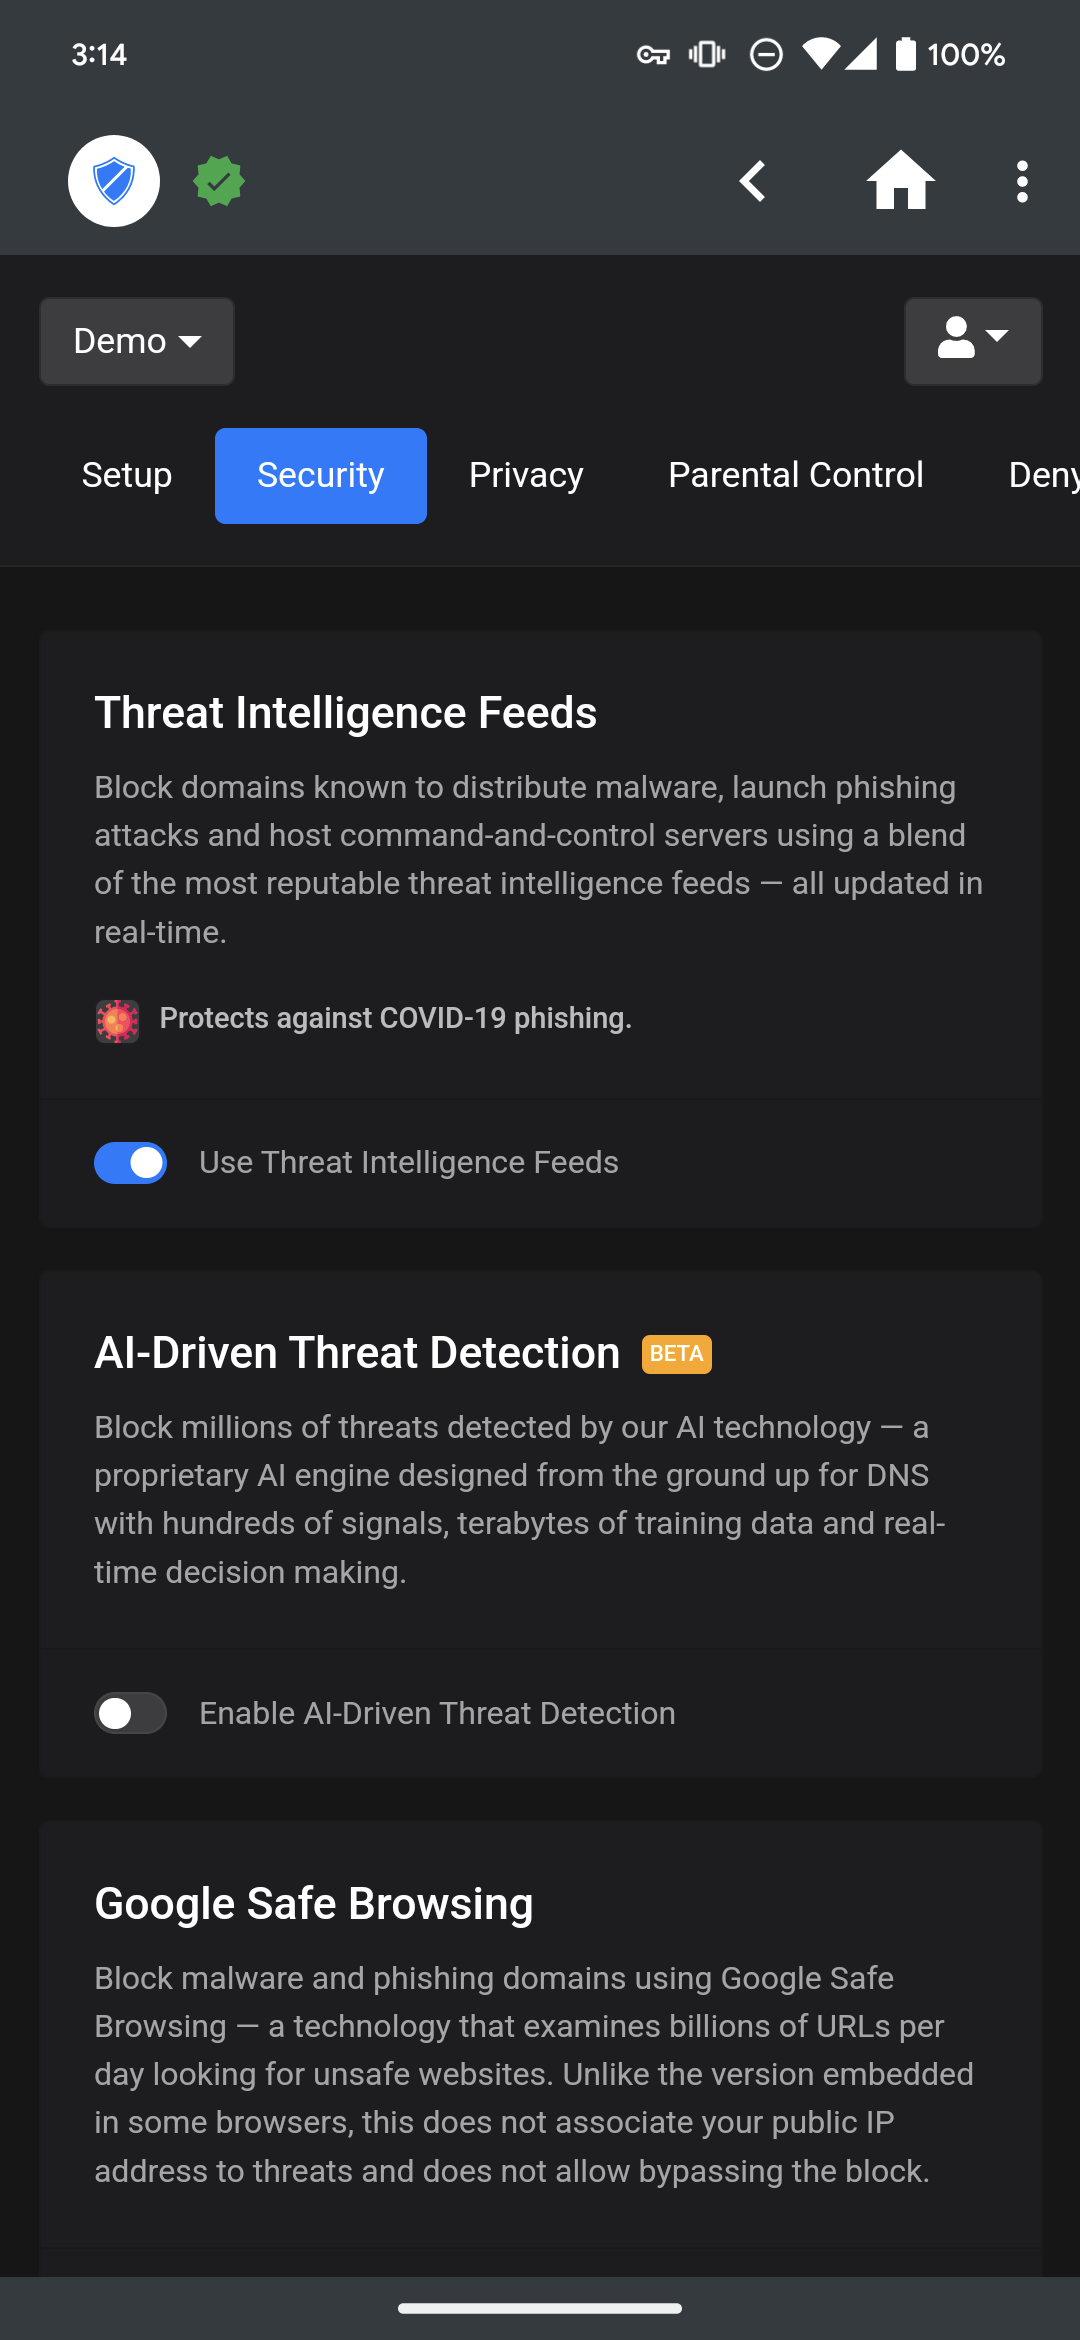 3:14
100%
Demo
Setup
Security
Privacy
Parental Control
Deny
Threat Intelligence Feeds
Block domains known to distribute malware, launch phishing
attacks and host command-and-control servers using a blend
of the most reputable threat intelligence feeds — all updated in
real-time.
Protects against COVID-19 phishing.
Use Threat Intelligence Feeds
AI-Driven Threat Detection BETA
Block millions of threats detected by our AI technology — a
proprietary AI engine designed from the ground up for DNS
with hundreds of signals, terabytes of training data and real-
time decision making.
Enable AI-Driven Threat Detection
Google Safe Browsing
Block malware and phishing domains using Google Safe
Browsing — a technology that examines billions of URLs per
day looking for unsafe websites. Unlike the version embedded
in some browsers, this does not associate your public IP
address to threats and does not allow bypassing the block.